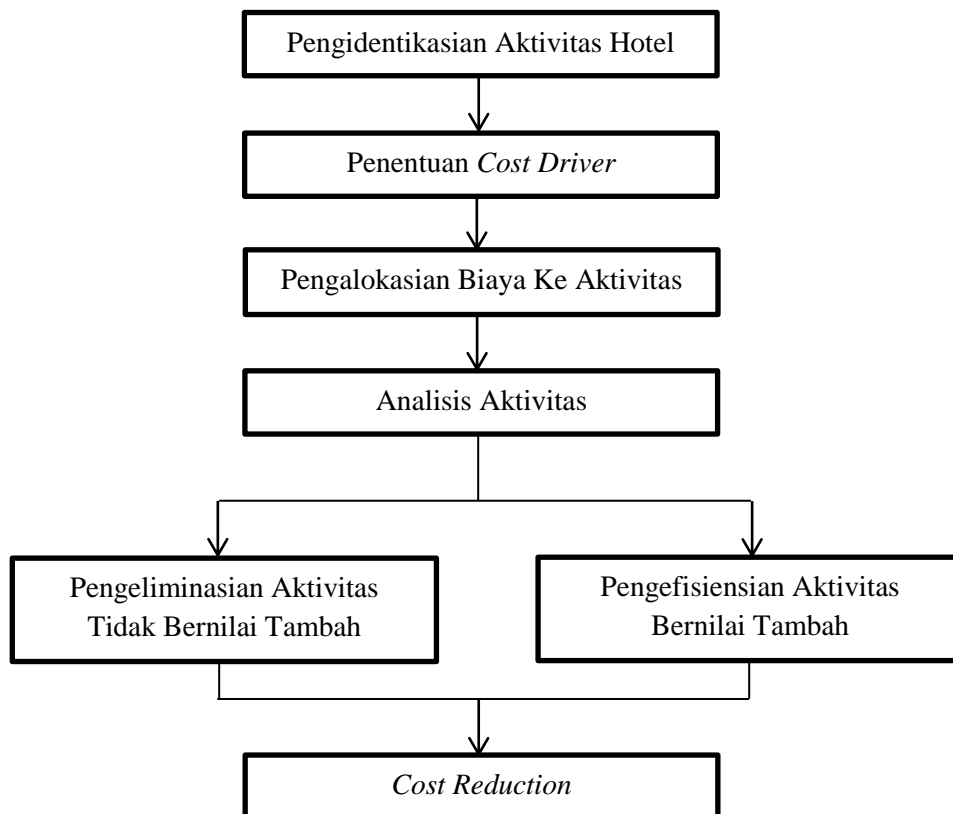 Pengidentikasian Aktivitas Hotel
Penentuan Cost Driver
Pengalokasian Biaya Ke Aktivitas
Analisis Aktivitas
Pengeliminasian Aktivitas
Tidak Bernilai Tambah
Pengefisiensian Aktivitas
Bernilai Tambah
Cost Reduction